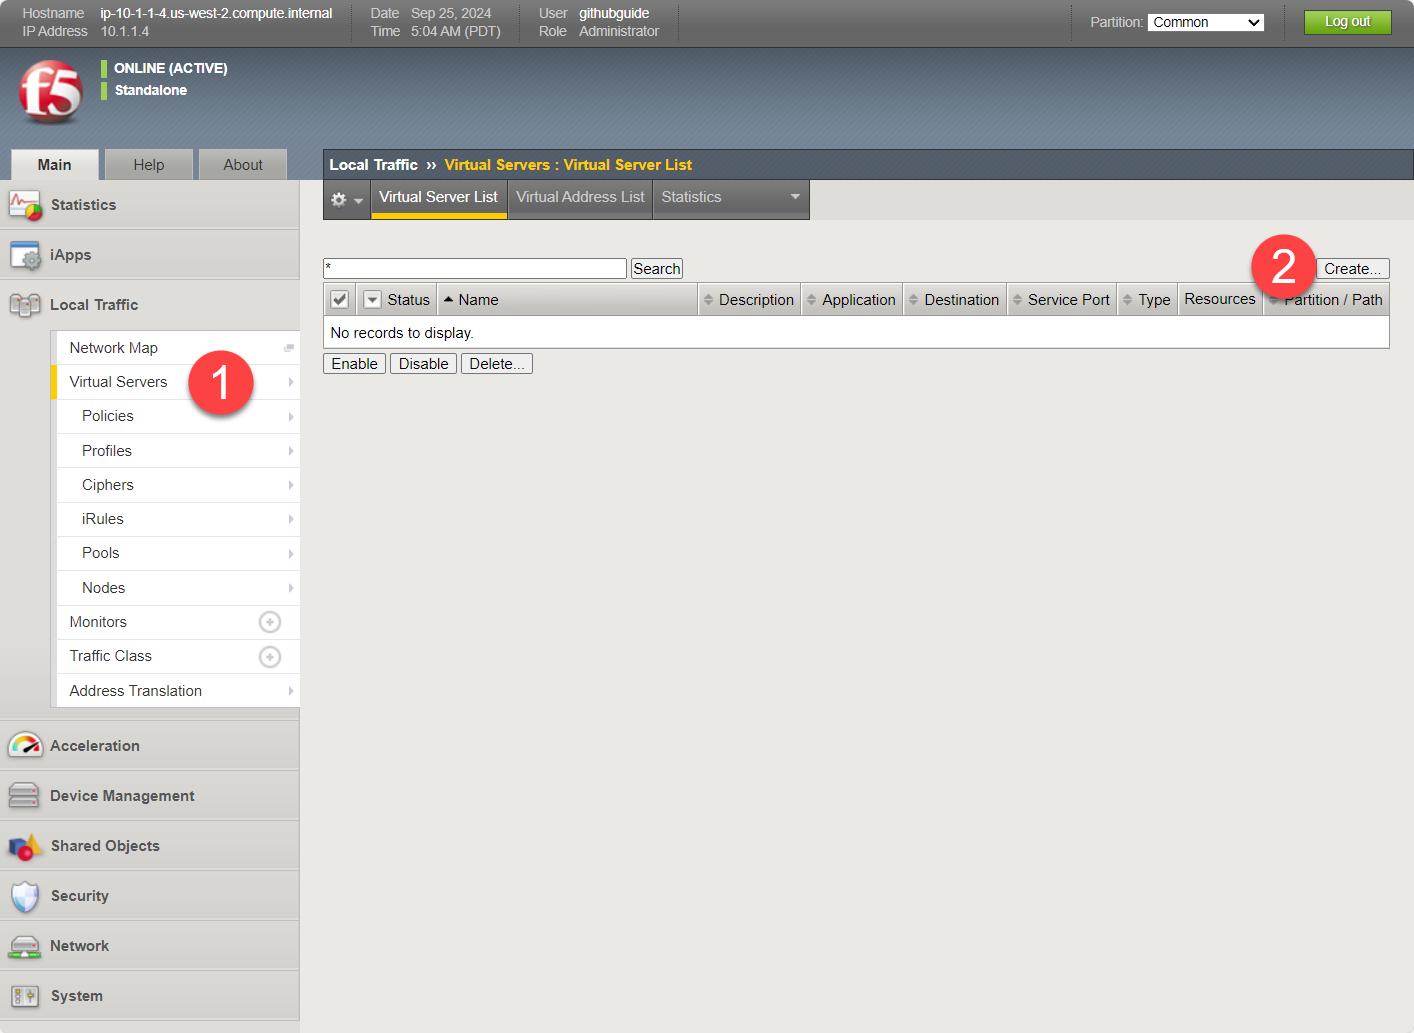 Hostname ip-10-1-1-4.us-west-2.compute.internal Date Sep 25, 2024 User githubguide
IP Address 10.1.1.4 Time 5:04 AM (PDT) Role Administrator
Partition: Common Log out
f5
ONLINE (ACTIVE)
Standalone
Main Help About
Local Traffic ›› Virtual Servers : Virtual Server List
Virtual Server List Virtual Address List Statistics
Statistics
iApps
Local Traffic
Network Map
Virtual Servers 1
Policies
Profiles
Ciphers
iRules
Pools
Nodes
Monitors
Traffic Class
Address Translation
Acceleration
Device Management
Shared Objects
Security
Network
System
* Search 2 Create...
Status Name Description Application Destination Service Port Type Resources Partition / Path
No records to display.
Enable Disable Delete...